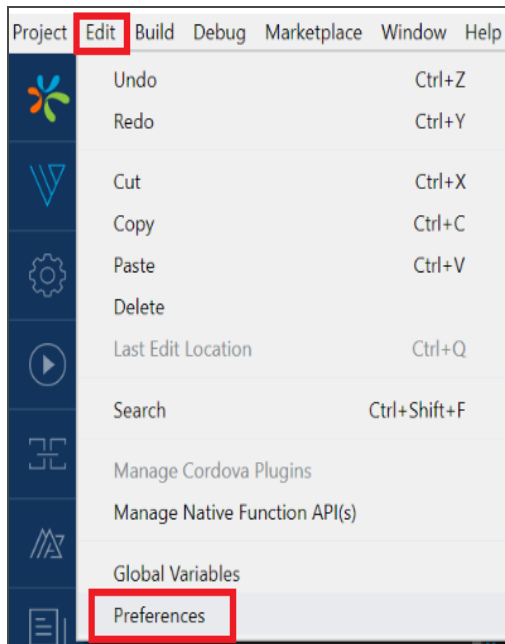 Project Edit Build Debug Marketplace Window Help
Undo Ctrl+Z
Redo Ctrl+Y
Cut Ctrl+X
Copy Ctrl+C
Paste Ctrl+V
Delete
Last Edit Location Ctrl+Q
Search Ctrl+Shift+F
Manage Cordova Plugins
Manage Native Function API(s)
Global Variables
Preferences